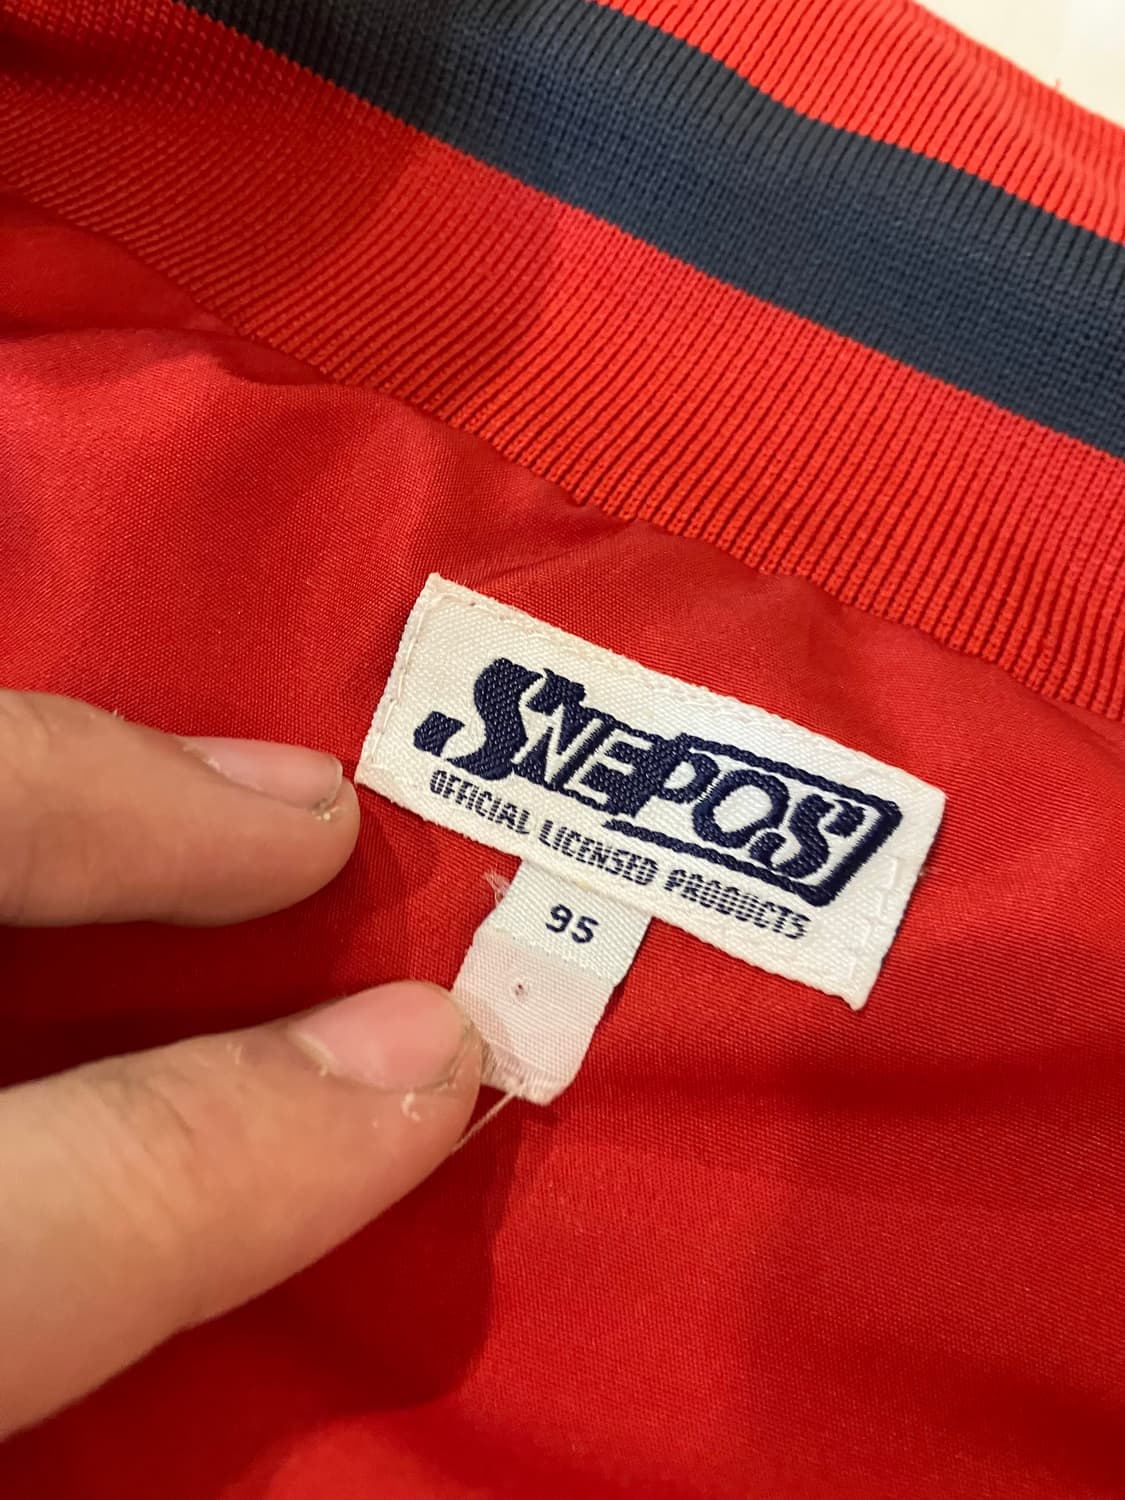 SNEPOS
OFFICIAL LICENSED PRODUCTS
95